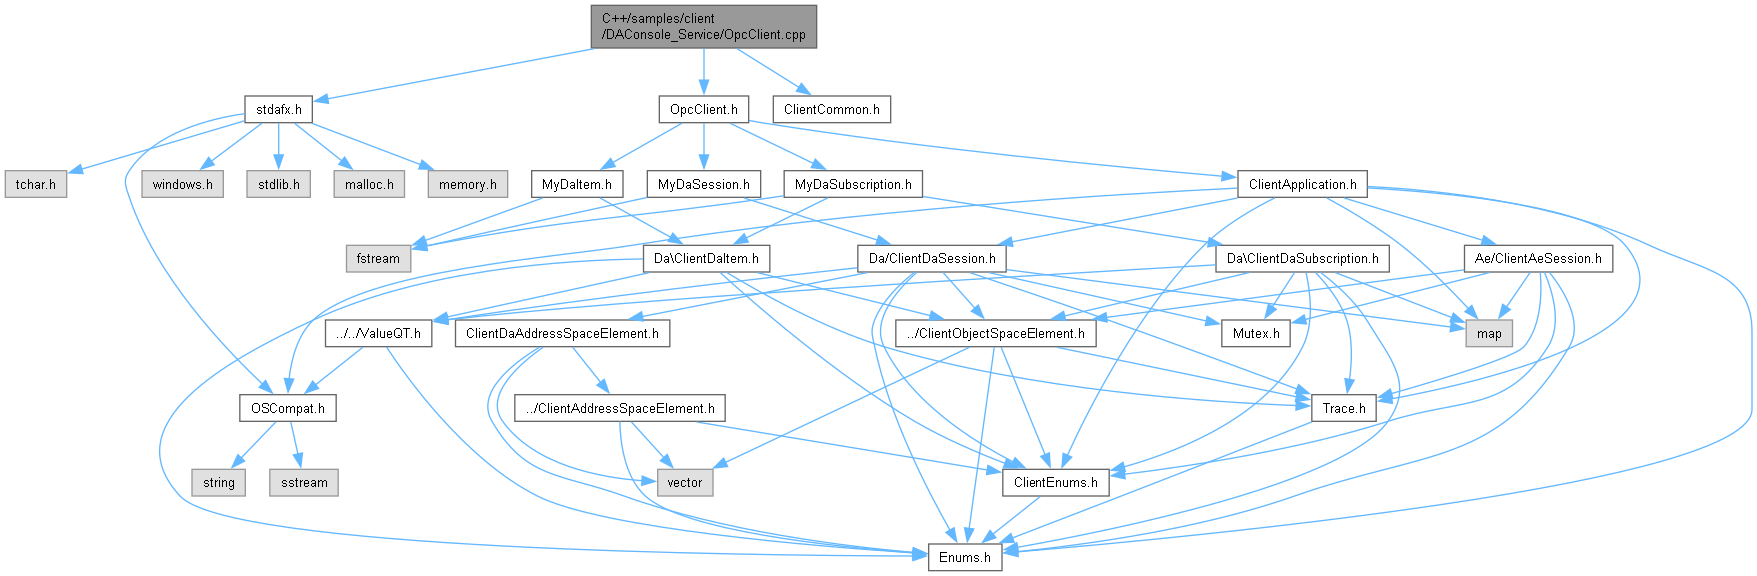 C++/samples/client
/DAConsole_Service/OpcClient.cpp
stdafx.h
OpcClient.h
ClientCommon.h
tchar.h
windows.h
stdlib.h
malloc.h
memory.h
MyDaItem.h
MyDaSession.h
MyDaSubscription.h
ClientApplication.h
fstream
Da\ClientDaItem.h
Da/ClientDaSession.h
Da\ClientDaSubscription.h
Ae/ClientAeSession.h
../../ValueQT.h
ClientDaAddressSpaceElement.h
../ClientObjectSpaceElement.h
Mutex.h
map
OSCompat.h
../ClientAddressSpaceElement.h
Trace.h
string
sstream
vector
ClientEnums.h
Enums.h